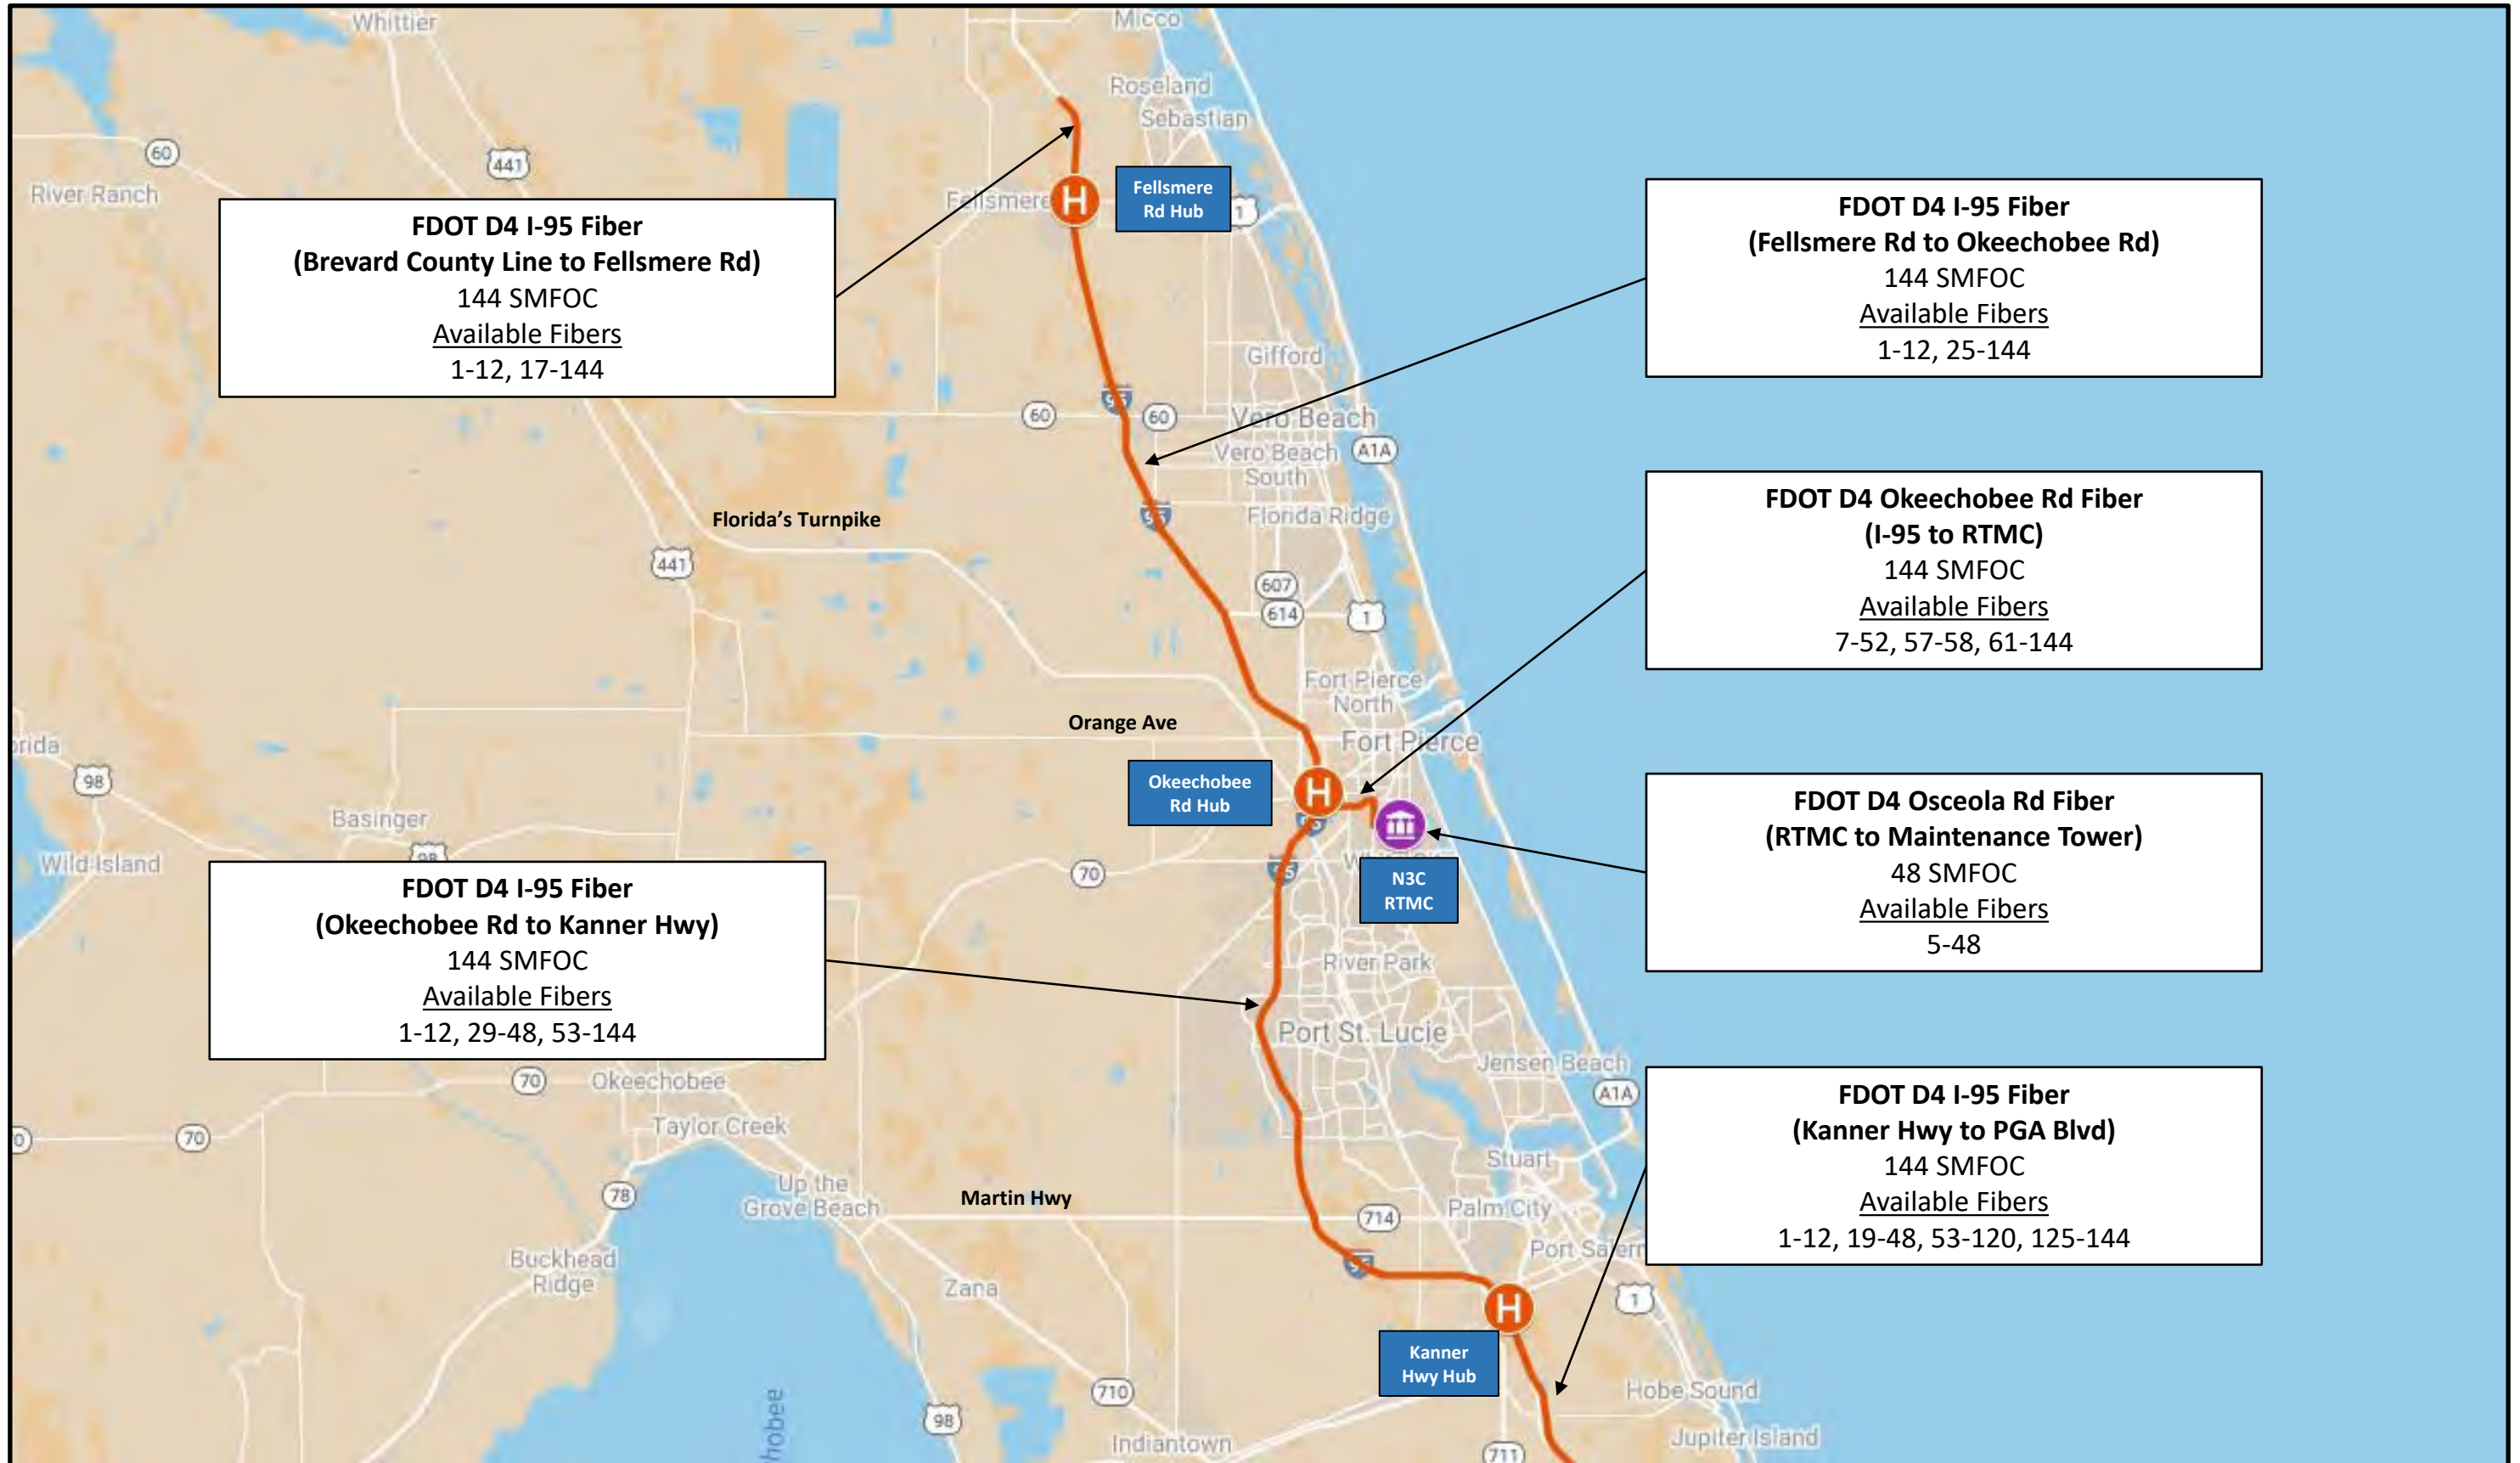 Whittier
Micco
Roseland
Sebastian
60
441
River Ranch
Fellsmere
H
Fellsmere
Rd Hub
1
FDOT D4 I-95 Fiber
(Brevard County Line to Fellsmere Rd)
144 SMFOC
Available Fibers
1-12, 17-144
FDOT D4 I-95 Fiber
(Fellsmere Rd to Okeechobee Rd)
144 SMFOC
Available Fibers
1-12, 25-144
Gifford
95
60
60
Vero Beach
A1A
Vero Beach
South
95
Florida Ridge
Florida's Turnpike
441
607
614
1
FDOT D4 Okeechobee Rd Fiber
(I-95 to RTMC)
144 SMFOC
Available Fibers
7-52, 57-58, 61-144
Fort Pierce
North
Orange Ave
Fort Pierce
orida
98
Okeechobee
Rd Hub
H
Basinger
98
Wild Island
70
95
N3C
RTMC
FDOT D4 Osceola Rd Fiber
(RTMC to Maintenance Tower)
48 SMFOC
Available Fibers
5-48
FDOT D4 I-95 Fiber
(Okeechobee Rd to Kanner Hwy)
144 SMFOC
Available Fibers
1-12, 29-48, 53-144
River Park
Port St. Lucie
Jensen Beach
A1A
70
Okeechobee
Taylor Creek
0
70
78
Up the
Grove Beach
Martin Hwy
714
Stuart
Palm City
Port Salern
FDOT D4 I-95 Fiber
(Kanner Hwy to PGA Blvd)
144 SMFOC
Available Fibers
1-12, 19-48, 53-120, 125-144
Buckhead
Ridge
Zana
95
1
H
Kanner
Hwy Hub
hobee
710
98
Indiantown
711
Hobe Sound
Jupiter Island